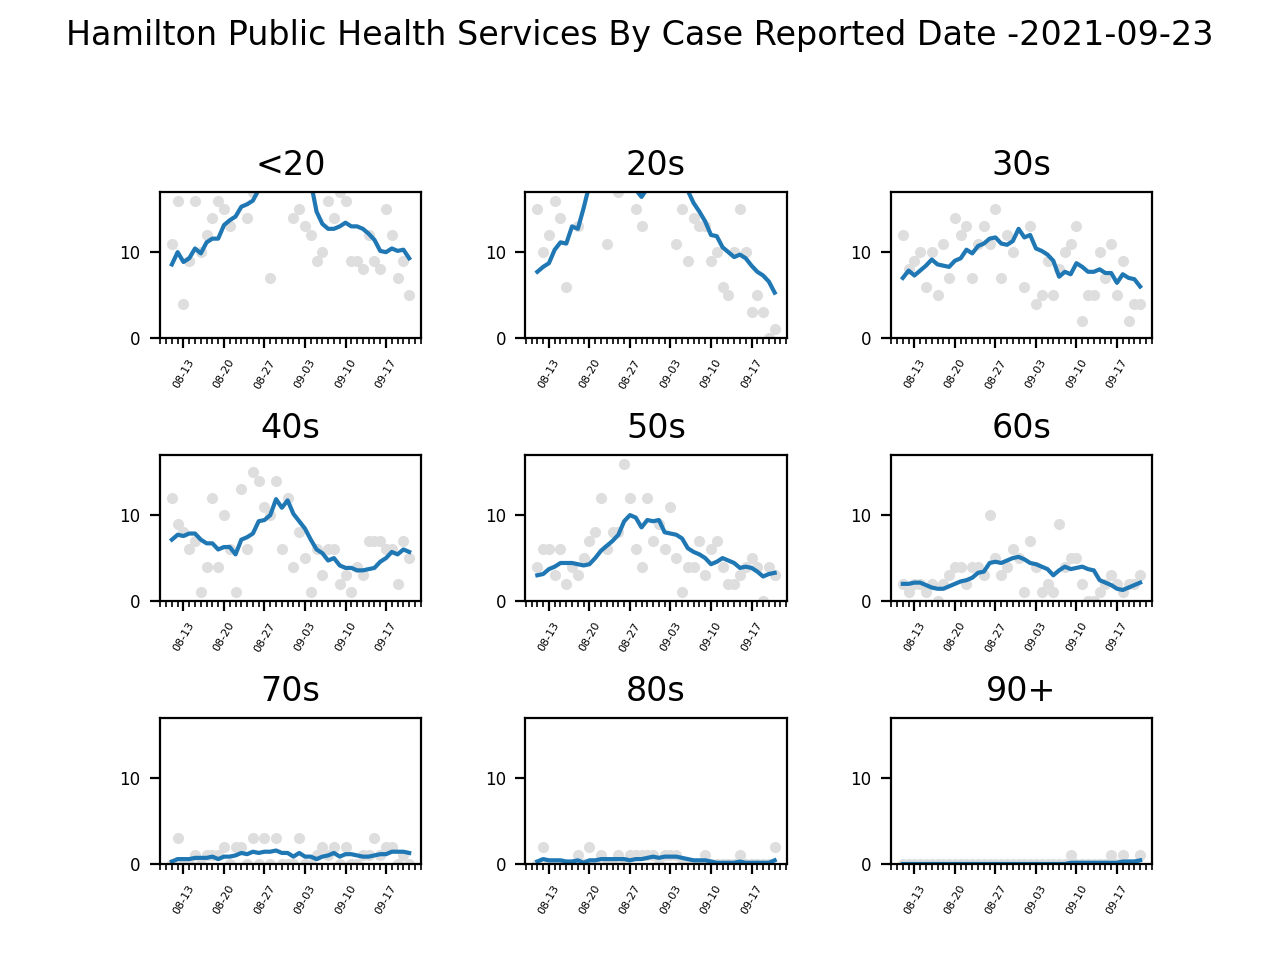 Hamilton Public Health Services By Case Reported Date -2021-09-23
<20 20s 30s
10 10 10
0 0 0
08-13 08-20 08-27 09-03 09-10 09-17 08-13 08-20 08-27 09-03 09-10 09-17 08-13 08-20 08-27 09-03 09-10 09-17
40s 50s 60s
10 10 10
0 0 0
08-13 08-20 08-27 09-03 09-10 09-17 08-13 08-20 08-27 09-03 09-10 09-17 08-13 08-20 08-27 09-03 09-10 09-17
70s 80s 90+
10 10 10
0 0 0
08-13 08-20 08-27 09-03 09-10 09-17 08-13 08-20 08-27 09-03 09-10 09-17 08-13 08-20 08-27 09-03 09-10 09-17